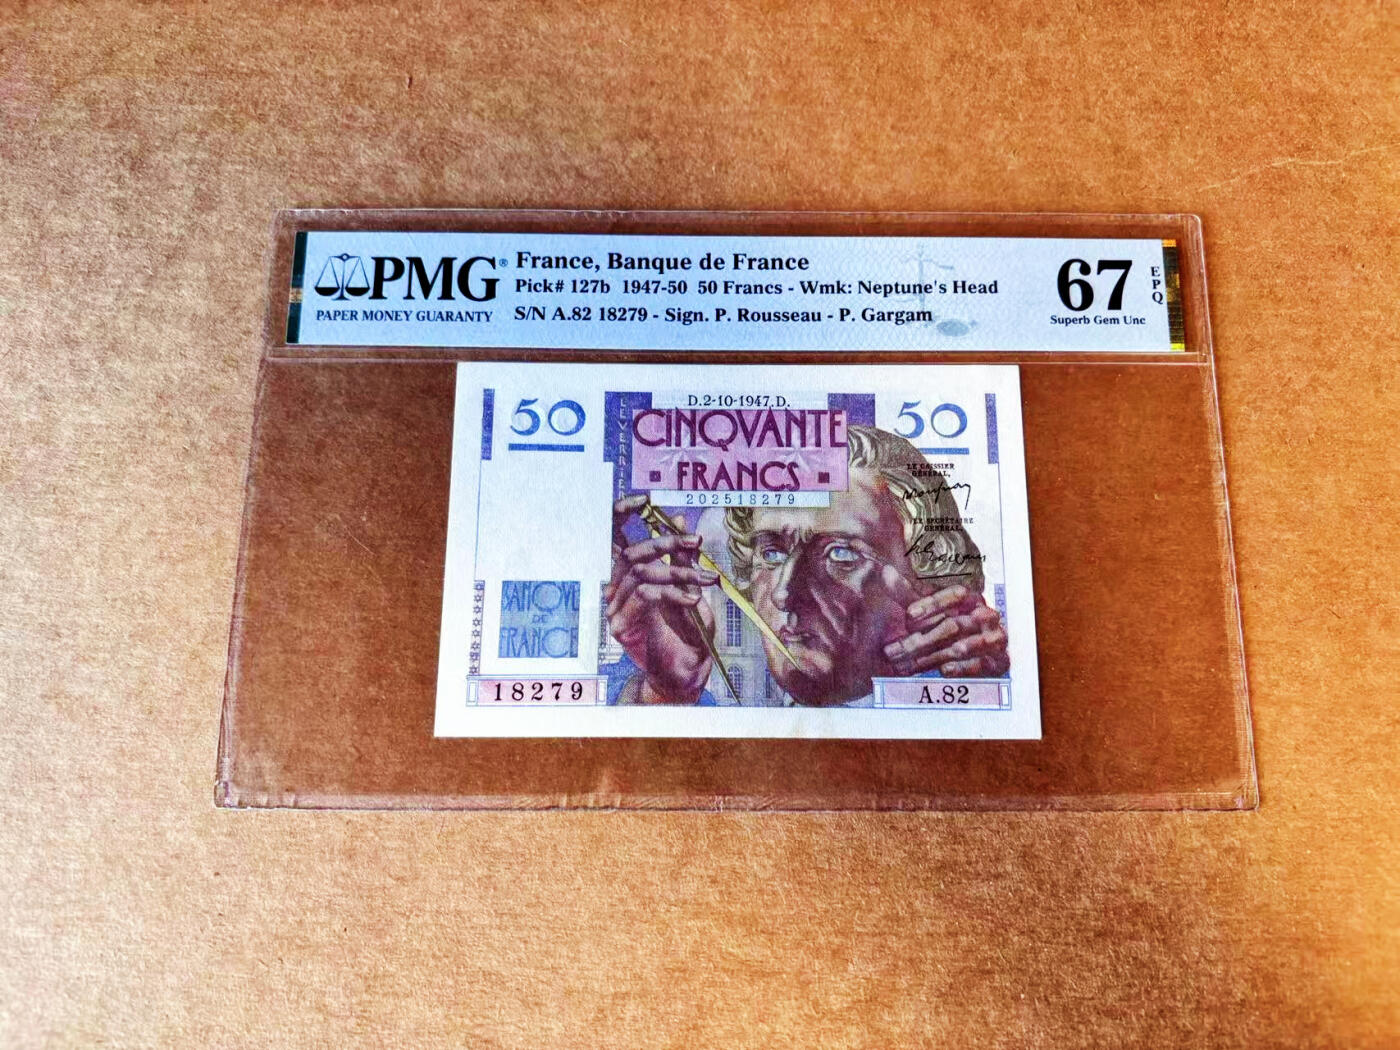 PMG®
PAPER MONEY GUARANTY
France, Banque de France
Pick# 127b 1947-50 50 Francs - Wmk: Neptune's Head
S/N A.82 18279 - Sign. P. Rousseau - P. Gargam
67
EPQ
Superb Gem Unc
D.2-10-1947.D.
50
LEVERRIER
CINQVANTE
FRANCS
50
202518279
LE CAISSIER
GÉNÉRAL,
LE SECRÉTAIRE
GÉNÉRAL,
BANQVE
DE
FRANCE
18279
A.82